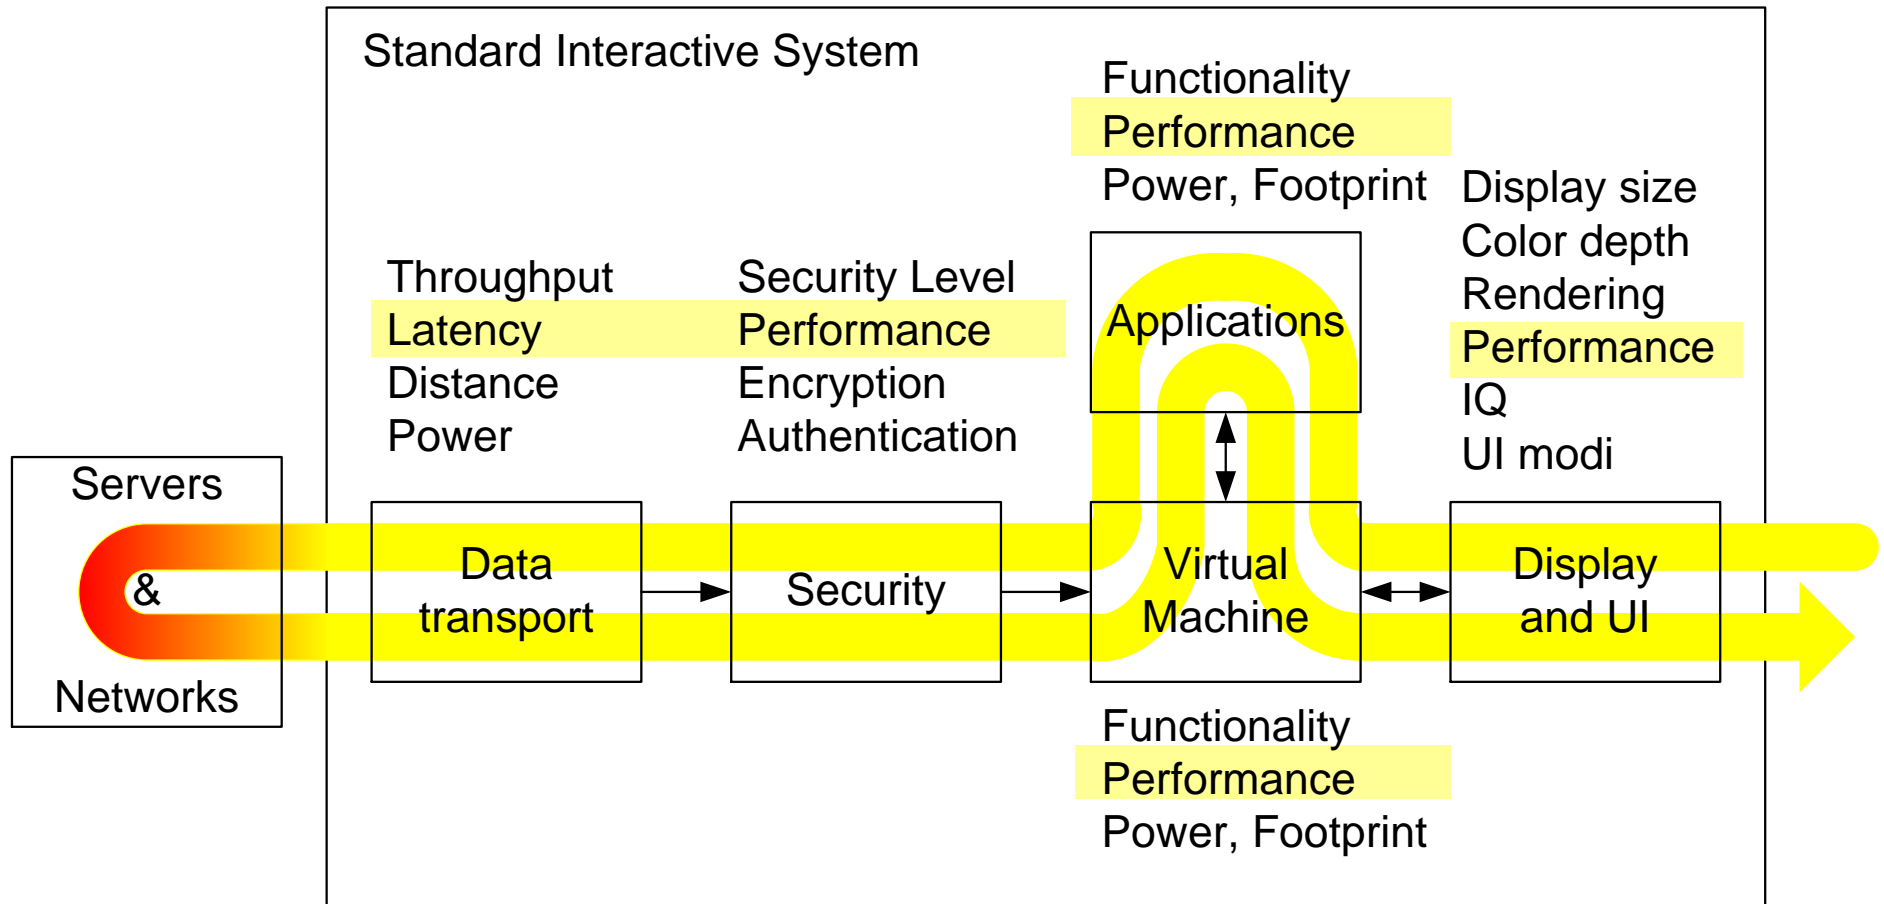 Standard Interactive System
Functionality
Performance
Power, Footprint
Display size
Color depth
Rendering
Performance
IQ
UI modi
Throughput
Latency
Distance
Power
Security Level
Performance
Encryption
Authentication
Applications
Servers
&
Networks
Data
transport
Security
Virtual
Machine
Display
and UI
Functionality
Performance
Power, Footprint